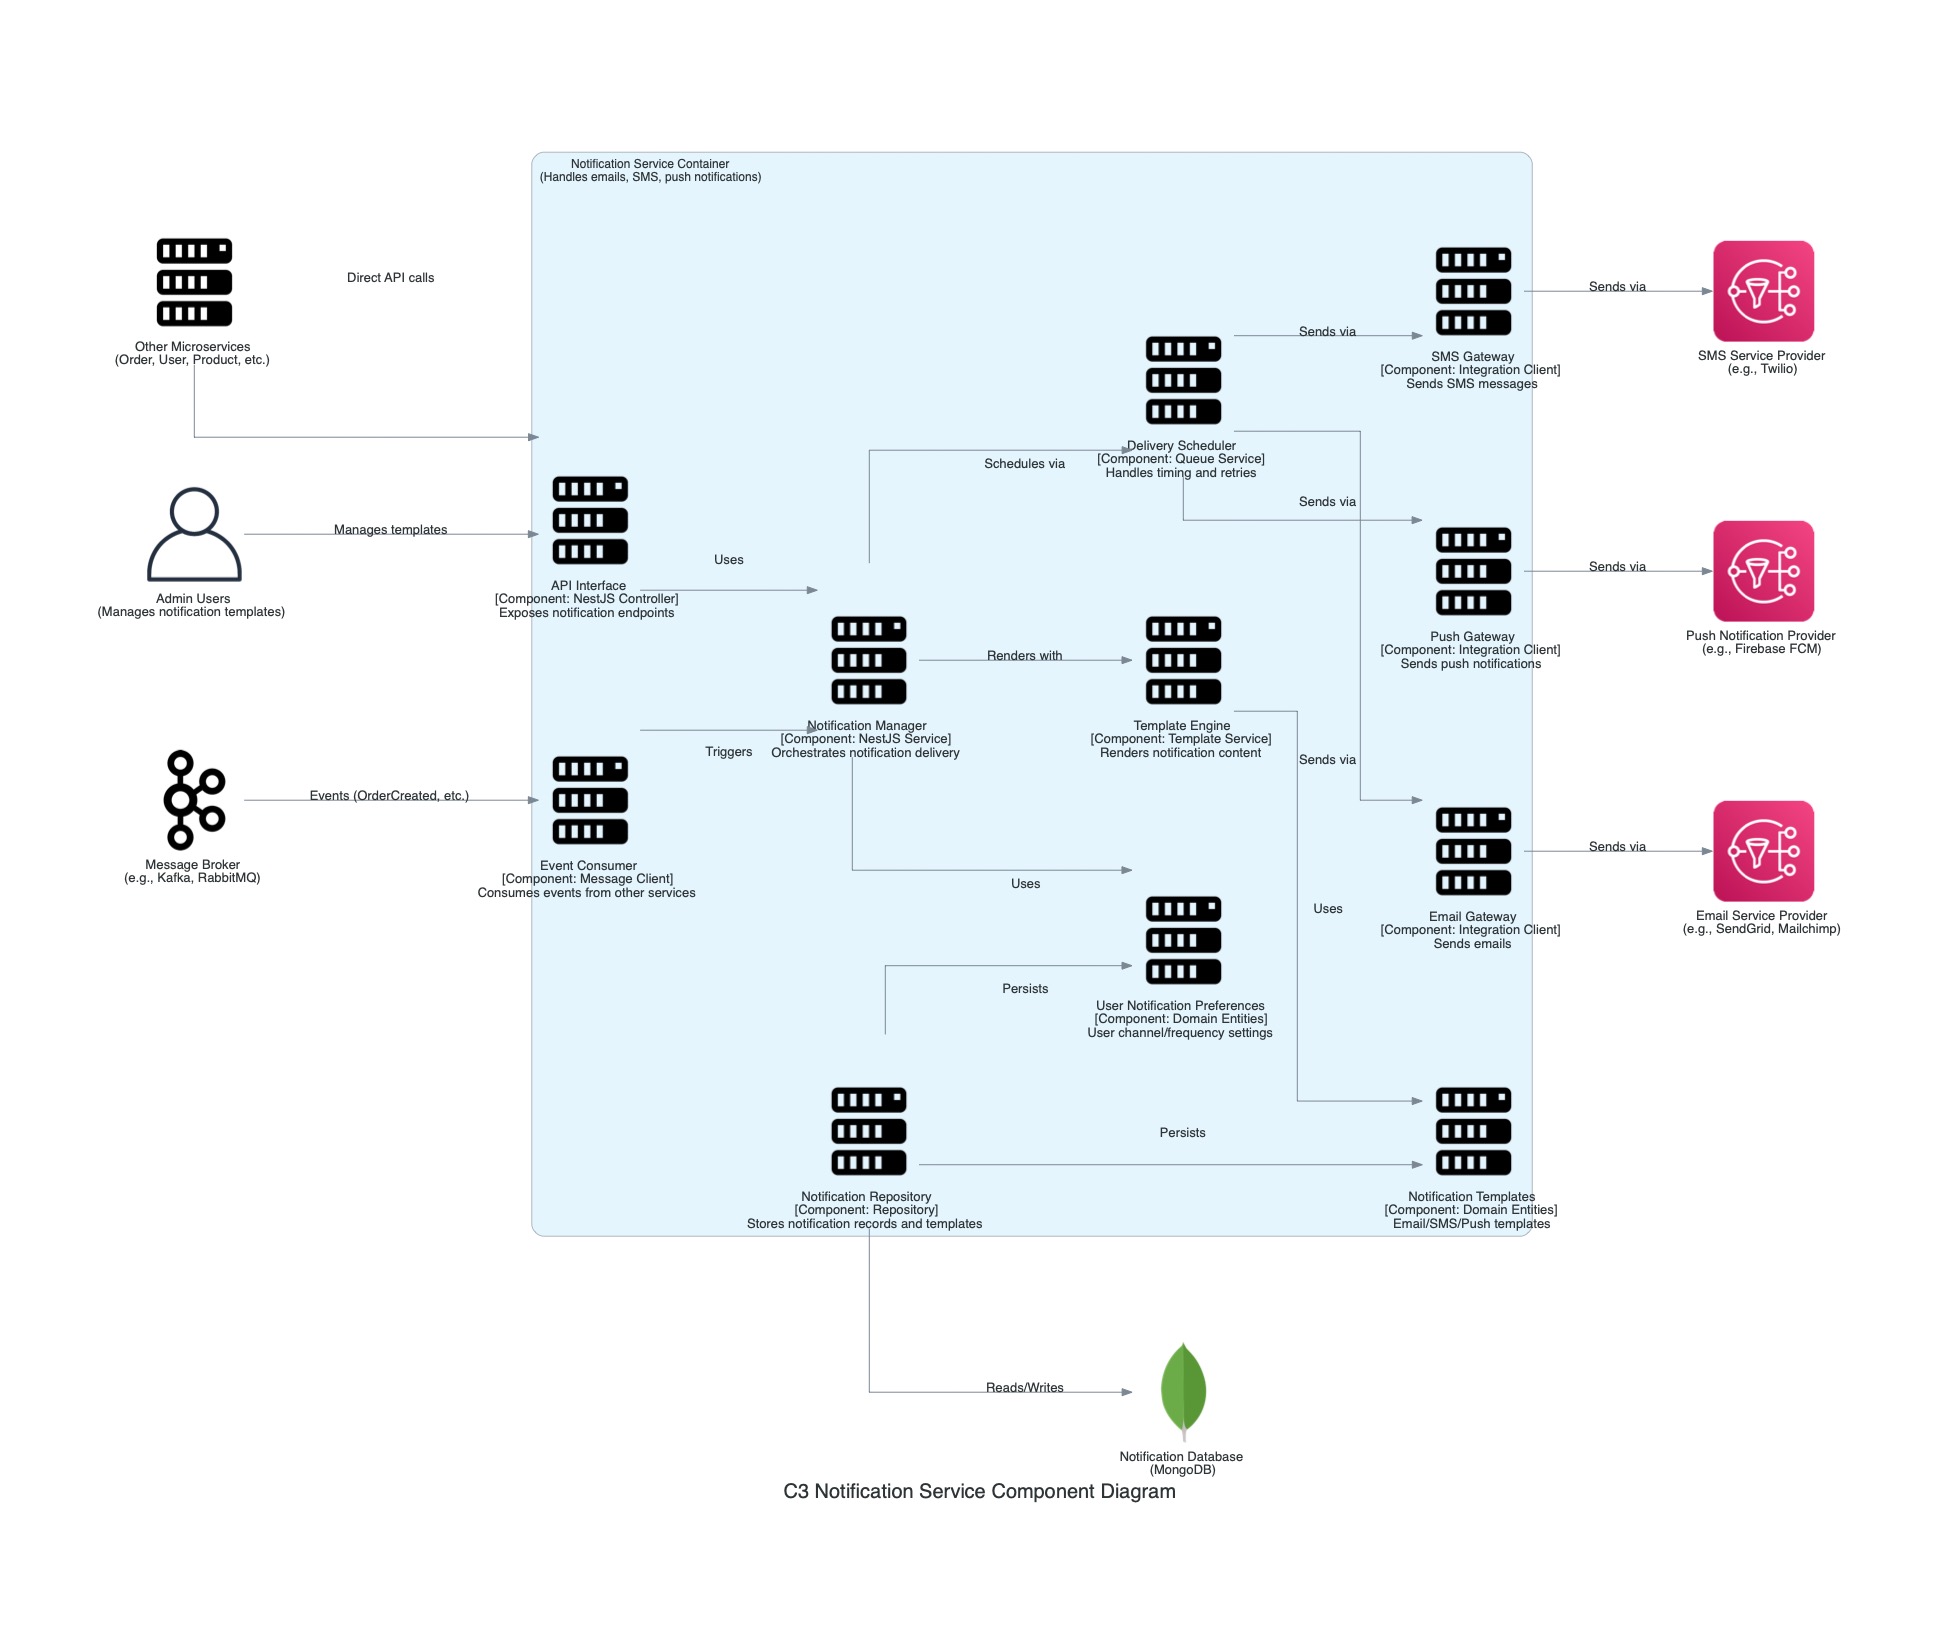 Notification Service Container
(Handles emails, SMS, push notifications)
Other Microservices
(Order, User, Product, etc.)
Direct API calls
Admin Users
(Manages notification templates)
Manages templates
Message Broker
(e.g., Kafka, RabbitMQ)
Events (OrderCreated, etc.)
API Interface
[Component: NestJS Controller]
Exposes notification endpoints
Uses
Event Consumer
[Component: Message Client]
Consumes events from other services
Triggers
Notification Manager
[Component: NestJS Service]
Orchestrates notification delivery
Schedules via
Renders with
Uses
Delivery Scheduler
[Component: Queue Service]
Handles timing and retries
Sends via
Sends via
Sends via
Template Engine
[Component: Template Service]
Renders notification content
Uses
User Notification Preferences
[Component: Domain Entities]
User channel/frequency settings
Persists
Notification Repository
[Component: Repository]
Stores notification records and templates
Persists
Notification Templates
[Component: Domain Entities]
Email/SMS/Push templates
SMS Gateway
[Component: Integration Client]
Sends SMS messages
Sends via
SMS Service Provider
(e.g., Twilio)
Push Gateway
[Component: Integration Client]
Sends push notifications
Sends via
Push Notification Provider
(e.g., Firebase FCM)
Email Gateway
[Component: Integration Client]
Sends emails
Sends via
Email Service Provider
(e.g., SendGrid, Mailchimp)
Reads/Writes
Notification Database
(MongoDB)
C3 Notification Service Component Diagram